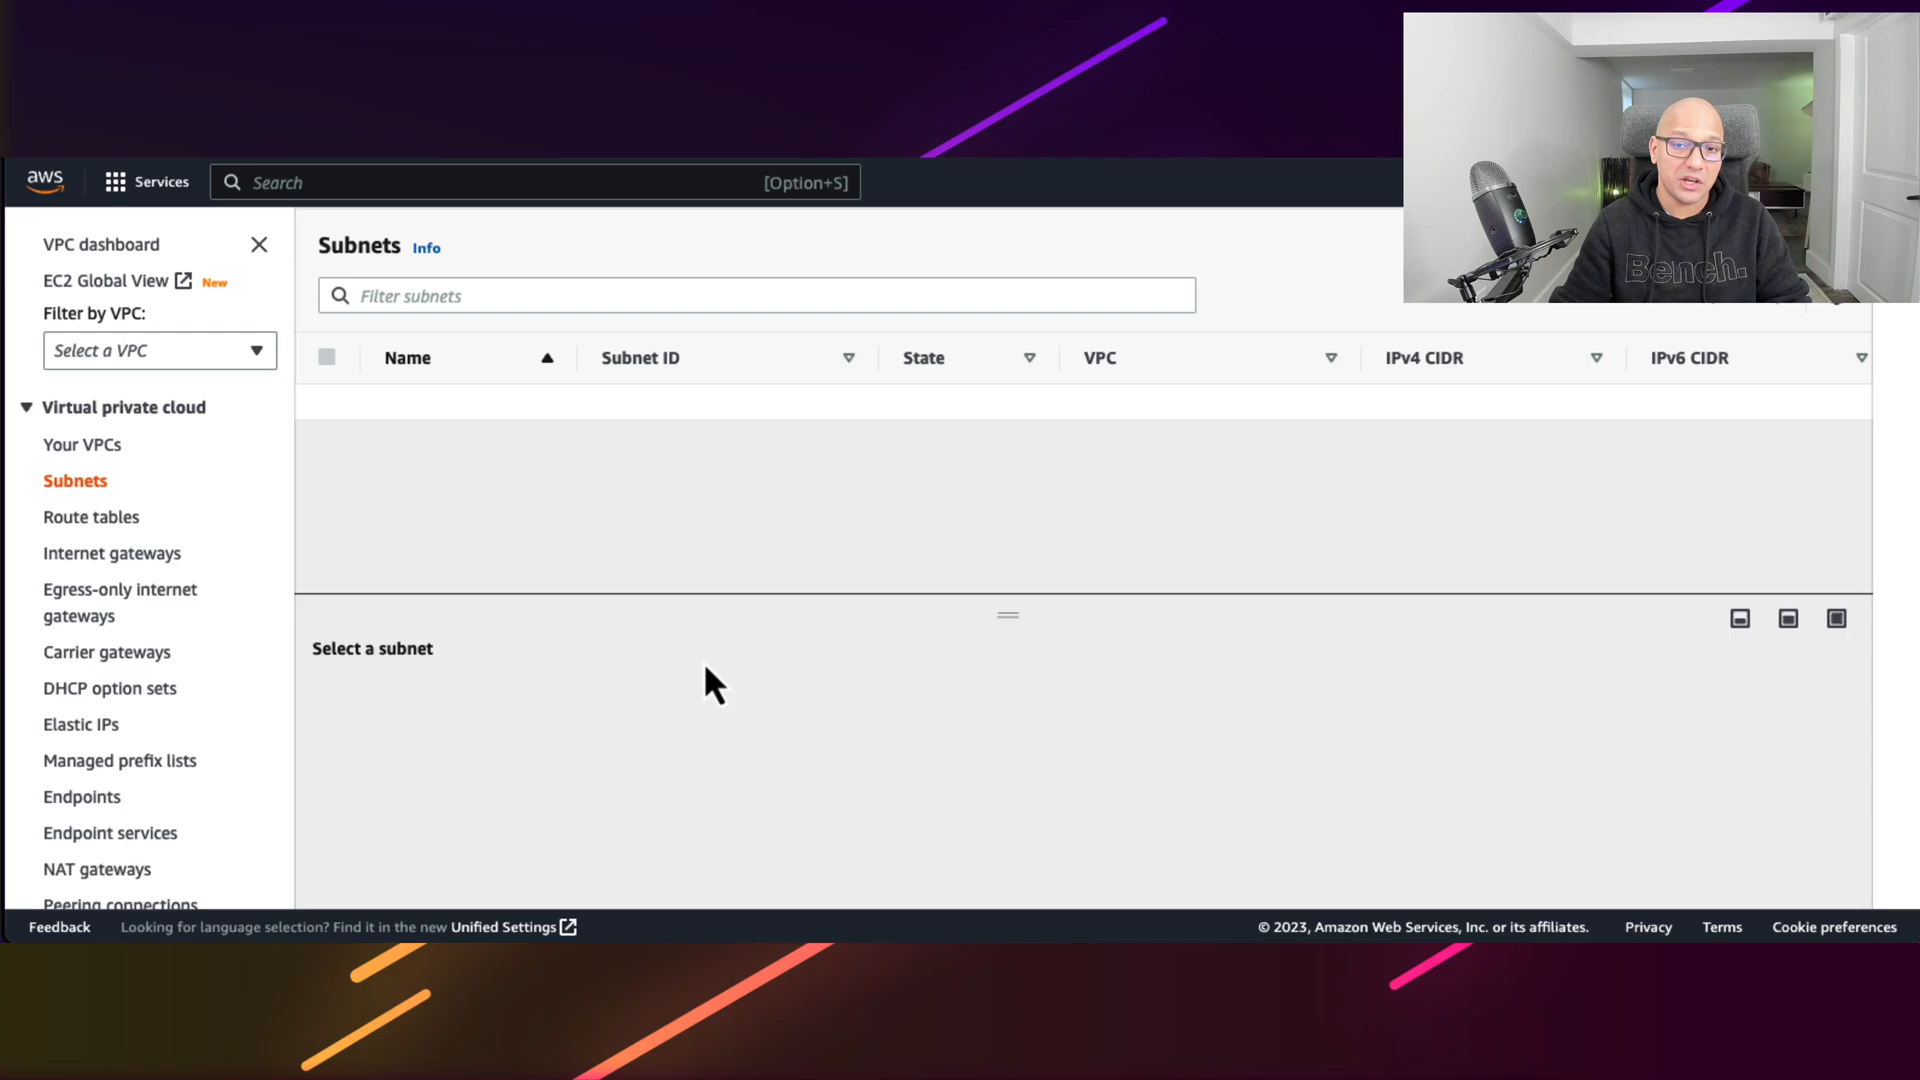 aws
Services
Search
[Option+S]
VPC dashboard
EC2 Global View
New
Filter by VPC:
Select a VPC
Virtual private cloud
Your VPCs
Subnets
Route tables
Internet gateways
Egress-only internet
gateways
Carrier gateways
DHCP option sets
Elastic IPs
Managed prefix lists
Endpoints
Endpoint services
NAT gateways
Peering connections
Subnets
Info
Filter subnets
Name
Subnet ID
State
VPC
IPv4 CIDR
IPv6 CIDR
Select a subnet
Bench.
Feedback
Looking for language selection? Find it in the new Unified Settings
© 2023, Amazon Web Services, Inc. or its affiliates.
Privacy
Terms
Cookie preferences